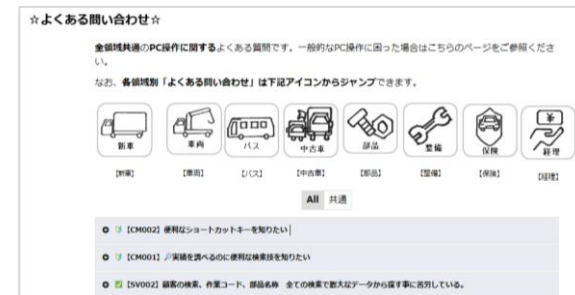 ☆よくある問い合わせ☆
全領域共通のPC操作に関するよくある質問です。一般的なPC操作に困った場合はこちらのページをご参照くださ
い。
なお、各領域別「よくある問い合わせ」は下記アイコンからジャンプできます。
新車 車両 バス 中古車 部品 整備 保険 経理
【新車】 【車両】 【バス】 【中古車】 【部品】 【整備】 【保険】 【経理】
All 共通
【CM002】便利なショートカットキーを知りたい
【CM001】実績を調べるのに便利な検索技を知りたい
【SV002】顧客の検索、作業コード、部品名称 全ての検索で膨大なデータから探す事に苦労している。